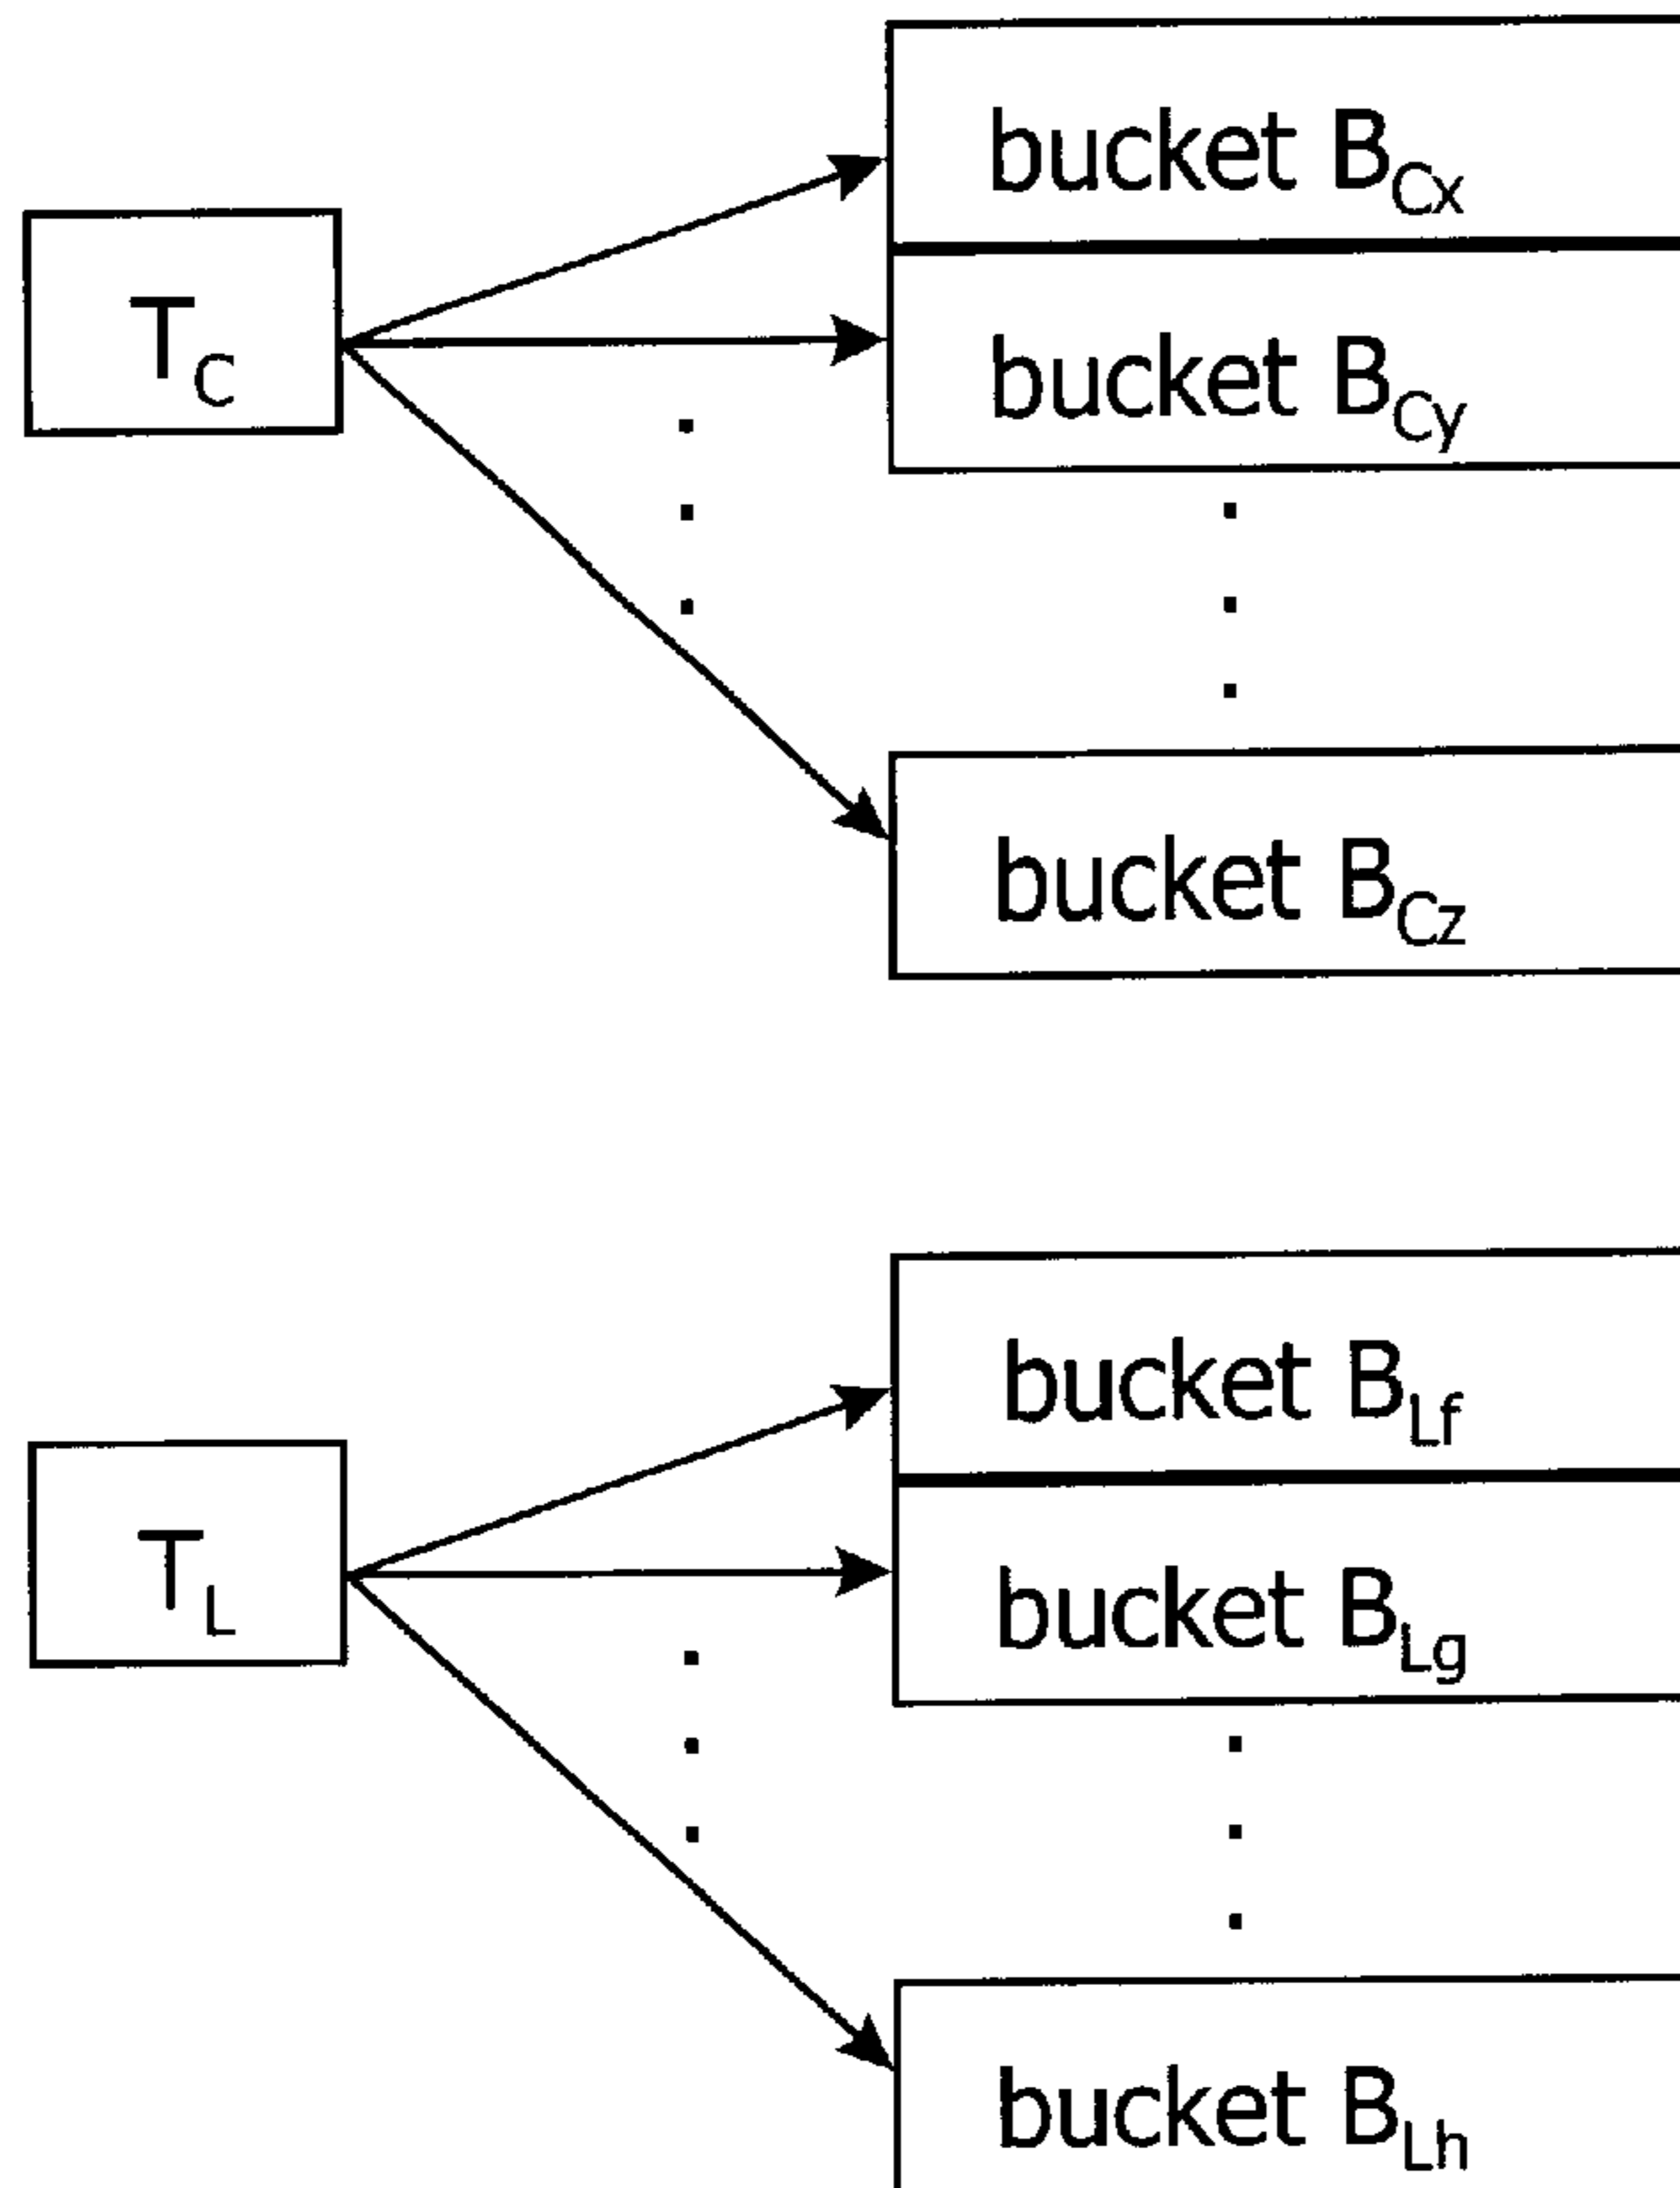 bucket B_Cx
T_C
bucket B_Cy
bucket B_Cz
bucket B_Lf
T_L
bucket B_Lg
bucket B_Lh